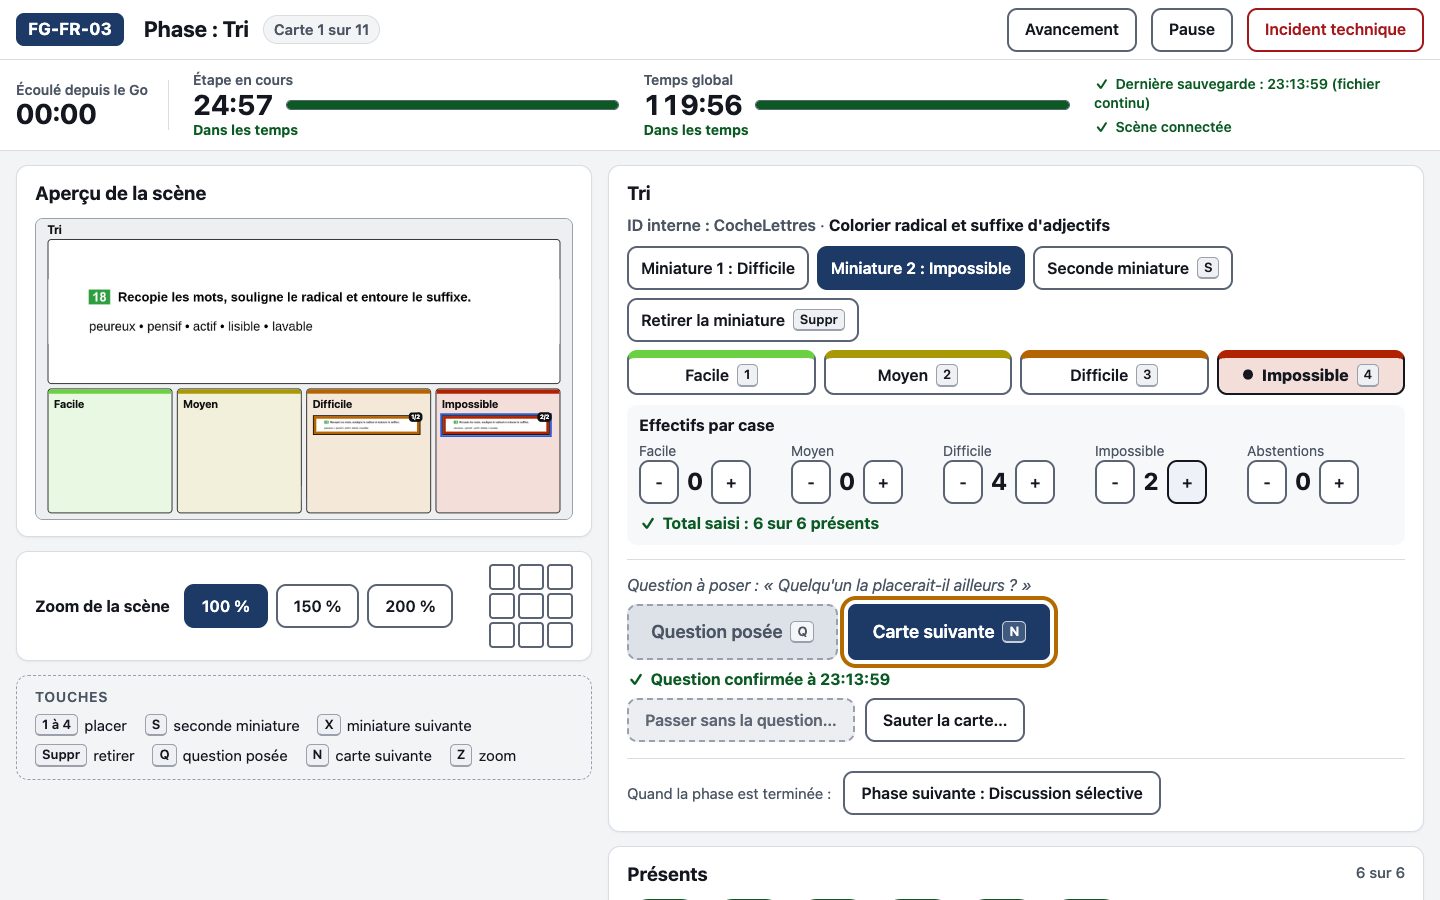 FG-FR-03
Phase : Tri
Carte 1 sur 11
Avancement
Pause
Incident technique
Écoulé depuis le Go
00:00
Étape en cours
24:57
Dans les temps
Temps global
119:56
Dans les temps
✓ Dernière sauvegarde : 23:13:59 (fichier
continu)
✓ Scène connectée
Aperçu de la scène
Tri
18 Recopie les mots, souligne le radical et entoure le suffixe.
peureux • pensif • actif • lisible • lavable
Facile
Moyen
Difficile
1/2
Impossible
2/2
Zoom de la scène
100 %
150 %
200 %
TOUCHES
1 à 4 placer
S seconde miniature
X miniature suivante
Suppr retirer
Q question posée
N carte suivante
Z zoom
Tri
ID interne : CocheLettres · Colorier radical et suffixe d'adjectifs
Miniature 1 : Difficile
Miniature 2 : Impossible
Seconde miniature S
Retirer la miniature Suppr
Facile 1
Moyen 2
Difficile 3
● Impossible 4
Effectifs par case
Facile
- 0 +
Moyen
- 0 +
Difficile
- 4 +
Impossible
- 2 +
Abstentions
- 0 +
✓ Total saisi : 6 sur 6 présents
Question à poser : « Quelqu'un la placerait-il ailleurs ? »
Question posée Q
Carte suivante N
✓ Question confirmée à 23:13:59
Passer sans la question...
Sauter la carte...
Quand la phase est terminée :
Phase suivante : Discussion sélective
Présents
6 sur 6